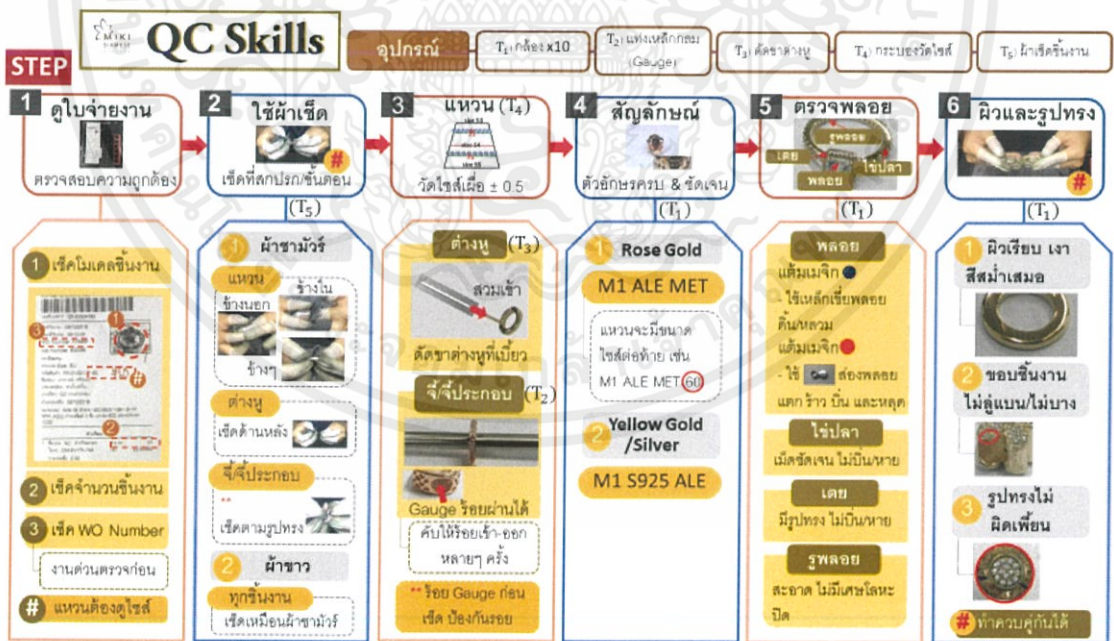 MIKI
QC Skills
อุปกรณ์
T₁) กล้อง x10
T₂) แท่งเหล็กกลม
(Gauge)
T₃) ดัดขาต่างหู
T₄) กระบองวัดไซส์
T₅) ผ้าเช็ดชิ้นงาน
STEP
1
ดูใบจ่ายงาน
ตรวจสอบความถูกต้อง
2
ใช้ผ้าเช็ด
#
เช็ดที่สกปรก/ขั้นตอน
(T₅)
3
แหวน (T₄)
วัดไซส์เผื่อ ± 0.5
4
สัญลักษณ์
ตัวอักษรครบ & ชัดเจน
(T₁)
5
ตรวจพลอย
รูพลอย
เตย
ไข่ปลา
พลอย
(T₁)
6
ผิวและรูปทรง
#
(T₁)
1 เช็คโมเดลชิ้นงาน
1
3
#
2
2 เช็คจำนวนชิ้นงาน
3 เช็ค WO Number
งานด่วนตรวจก่อน
# แหวนต้องดูไซส์
1 ผ้าชามัวร์
แหวน
ข้างนอก
ข้างใน
ข้างๆ
ต่างหู
เช็ดด้านหลัง
จี้/จี้ประกอบ
**
เช็ดตามรูปทรง
2 ผ้าขาว
ทุกชิ้นงาน
เช็ดเหมือนผ้าชามัวร์
ต่างหู (T₃)
สวมเข้า
ดัดขาต่างหูที่เบี้ยว
จี้/จี้ประกอบ (T₂)
Gauge ร้อยผ่านได้
คับให้ร้อยเข้า-ออก
หลายๆ ครั้ง
** ร้อย Gauge ก่อน
เช็ด ป้องกันรอย
1 Rose Gold
M1 ALE MET
แหวนจะมีขนาด
ไซส์ต่อท้าย เช่น
M1 ALE MET 60
2 Yellow Gold
/Silver
M1 S925 ALE
พลอย
แต้มเมจิก
- ใช้เหล็กเขี่ยพลอย
ดิ้น/หลวม
แต้มเมจิก
- ใช้ ส่องพลอย
แตก ร้าว บิ่น และหลุด
ไข่ปลา
เม็ดชัดเจน ไม่บิ่น/หาย
เตย
มีรูปทรง ไม่บิ่น/หาย
รูพลอย
สะอาด ไม่มีเศษโลหะ
ปิด
1 ผิวเรียบ เงา
สีสม่ำเสมอ
2 ขอบชิ้นงาน
ไม่ลู่แบน/ไม่บาง
3 รูปทรงไม่
ผิดเพี้ยน
# ทำควบคู่กันได้